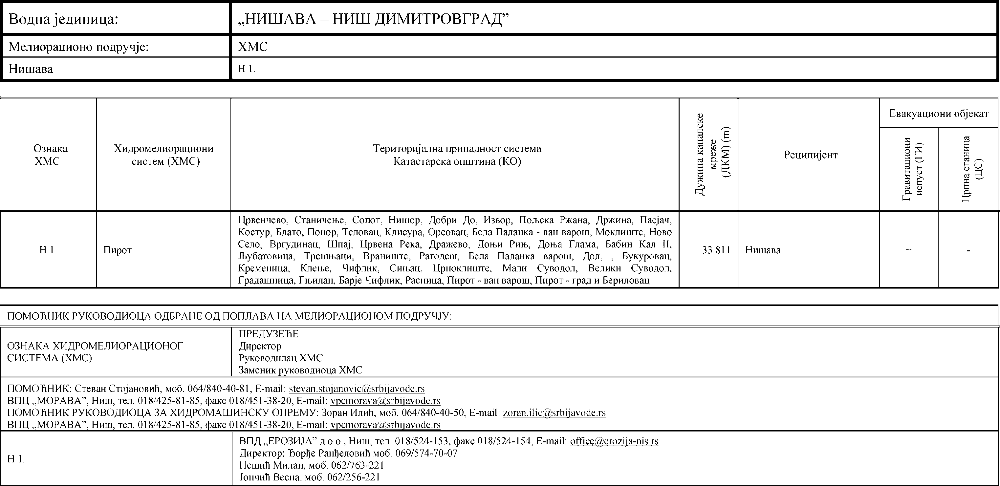 Водна јединица: „НИШАВА – НИШ ДИМИТРОВГРАД”
Мелиорационо подручје: ХМС
Нишава Н 1.
Ознака ХМС
Хидромелиорациони систем (ХМС)
Територијална припадност система
Катастарска општина (КО)
Дужина каналске
мреже
(ДКМ) (m)
Реципијент
Евакуациони објекат
Гравитациони
испуст (ГИ)
Црпна станица
(ЦС)
Н 1.
Пирот
Црвенчево, Станичење, Сопот, Нишор, Добри До, Извор, Пољска Ржана, Држина, Пасјач,
Костур, Блато, Понор, Теловац, Клисура, Ореовац, Бела Паланка - ван варош, Моклиште, Ново
Село, Вргудинац, Шпај, Црвена Река, Дражево, Доњи Рињ, Доња Глама, Бабин Кал II,
Љубатовица, Трешњаци, Враниште, Рагодеш, Бела Паланка варош, Дол, , Букуровац,
Кременица, Клење, Чифлик, Сињац, Црноклиште, Мали Суводол, Велики Суводол,
Градашница, Гњилан, Барје Чифлик, Расница, Пирот - ван варош, Пирот - град и Бериловац
33.811
Нишава
+
-
ПОМОЋНИК РУКОВОДИОЦА ОДБРАНЕ ОД ПОПЛАВА НА МЕЛИОРАЦИОНОМ ПОДРУЧЈУ:
ОЗНАКА ХИДРОМЕЛИОРАЦИОНОГ
СИСТЕМА (ХМС)
ПРЕДУЗЕЋЕ
Директор
Руководилац ХМС
Заменик руководиоца ХМС
ПОМОЋНИК: Стеван Стојановић, моб. 064/840-40-81, E-mail: stevan.stojanovic@srbijavode.rs
ВПЦ „МОРАВА”, Ниш, тел. 018/425-81-85, факс 018/451-38-20, E-mail: vpcmorava@srbijavode.rs
ПОМОЋНИК РУКОВОДИОЦА ЗА ХИДРОМАШИНСКУ ОПРЕМУ: Зоран Илић, моб. 064/840-40-50, E-mail: zoran.ilic@srbijavode.rs
ВПЦ „МОРАВА”, Ниш, тел. 018/425-81-85, факс 018/451-38-20, E-mail: vpcmorava@srbijavode.rs
Н 1.
ВПД „ЕРОЗИЈА” д.о.о., Ниш, тел. 018/524-153, факс 018/524-154, E-mail: office@erozija-nis.rs
Директор: Ђорђе Ранђеловић моб. 069/574-70-07
Пешић Милан, моб. 062/763-221
Јончић Весна, моб. 062/256-221